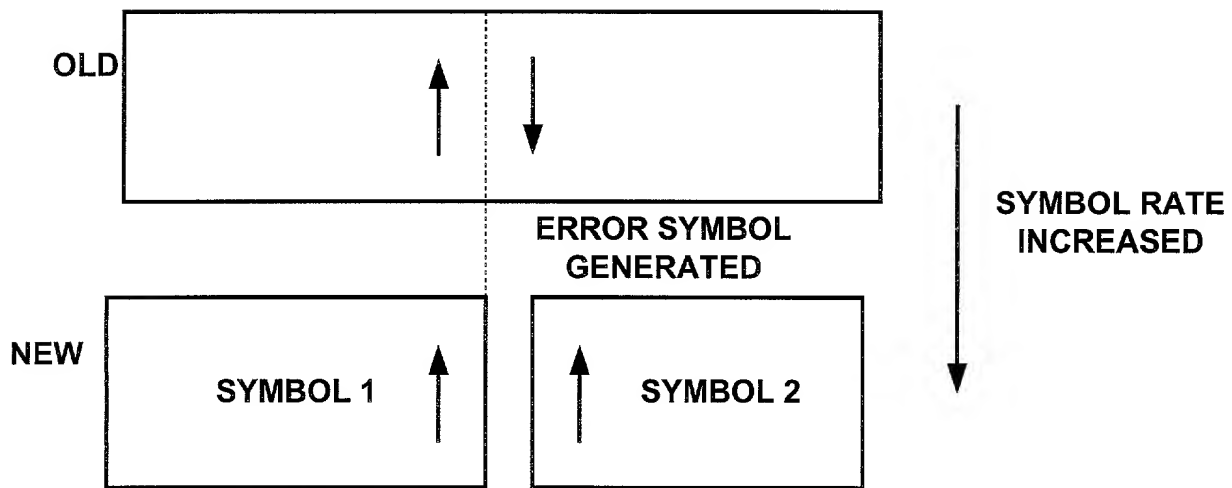 OLD
ERROR SYMBOL
GENERATED
SYMBOL RATE
INCREASED
NEW
SYMBOL 1
SYMBOL 2